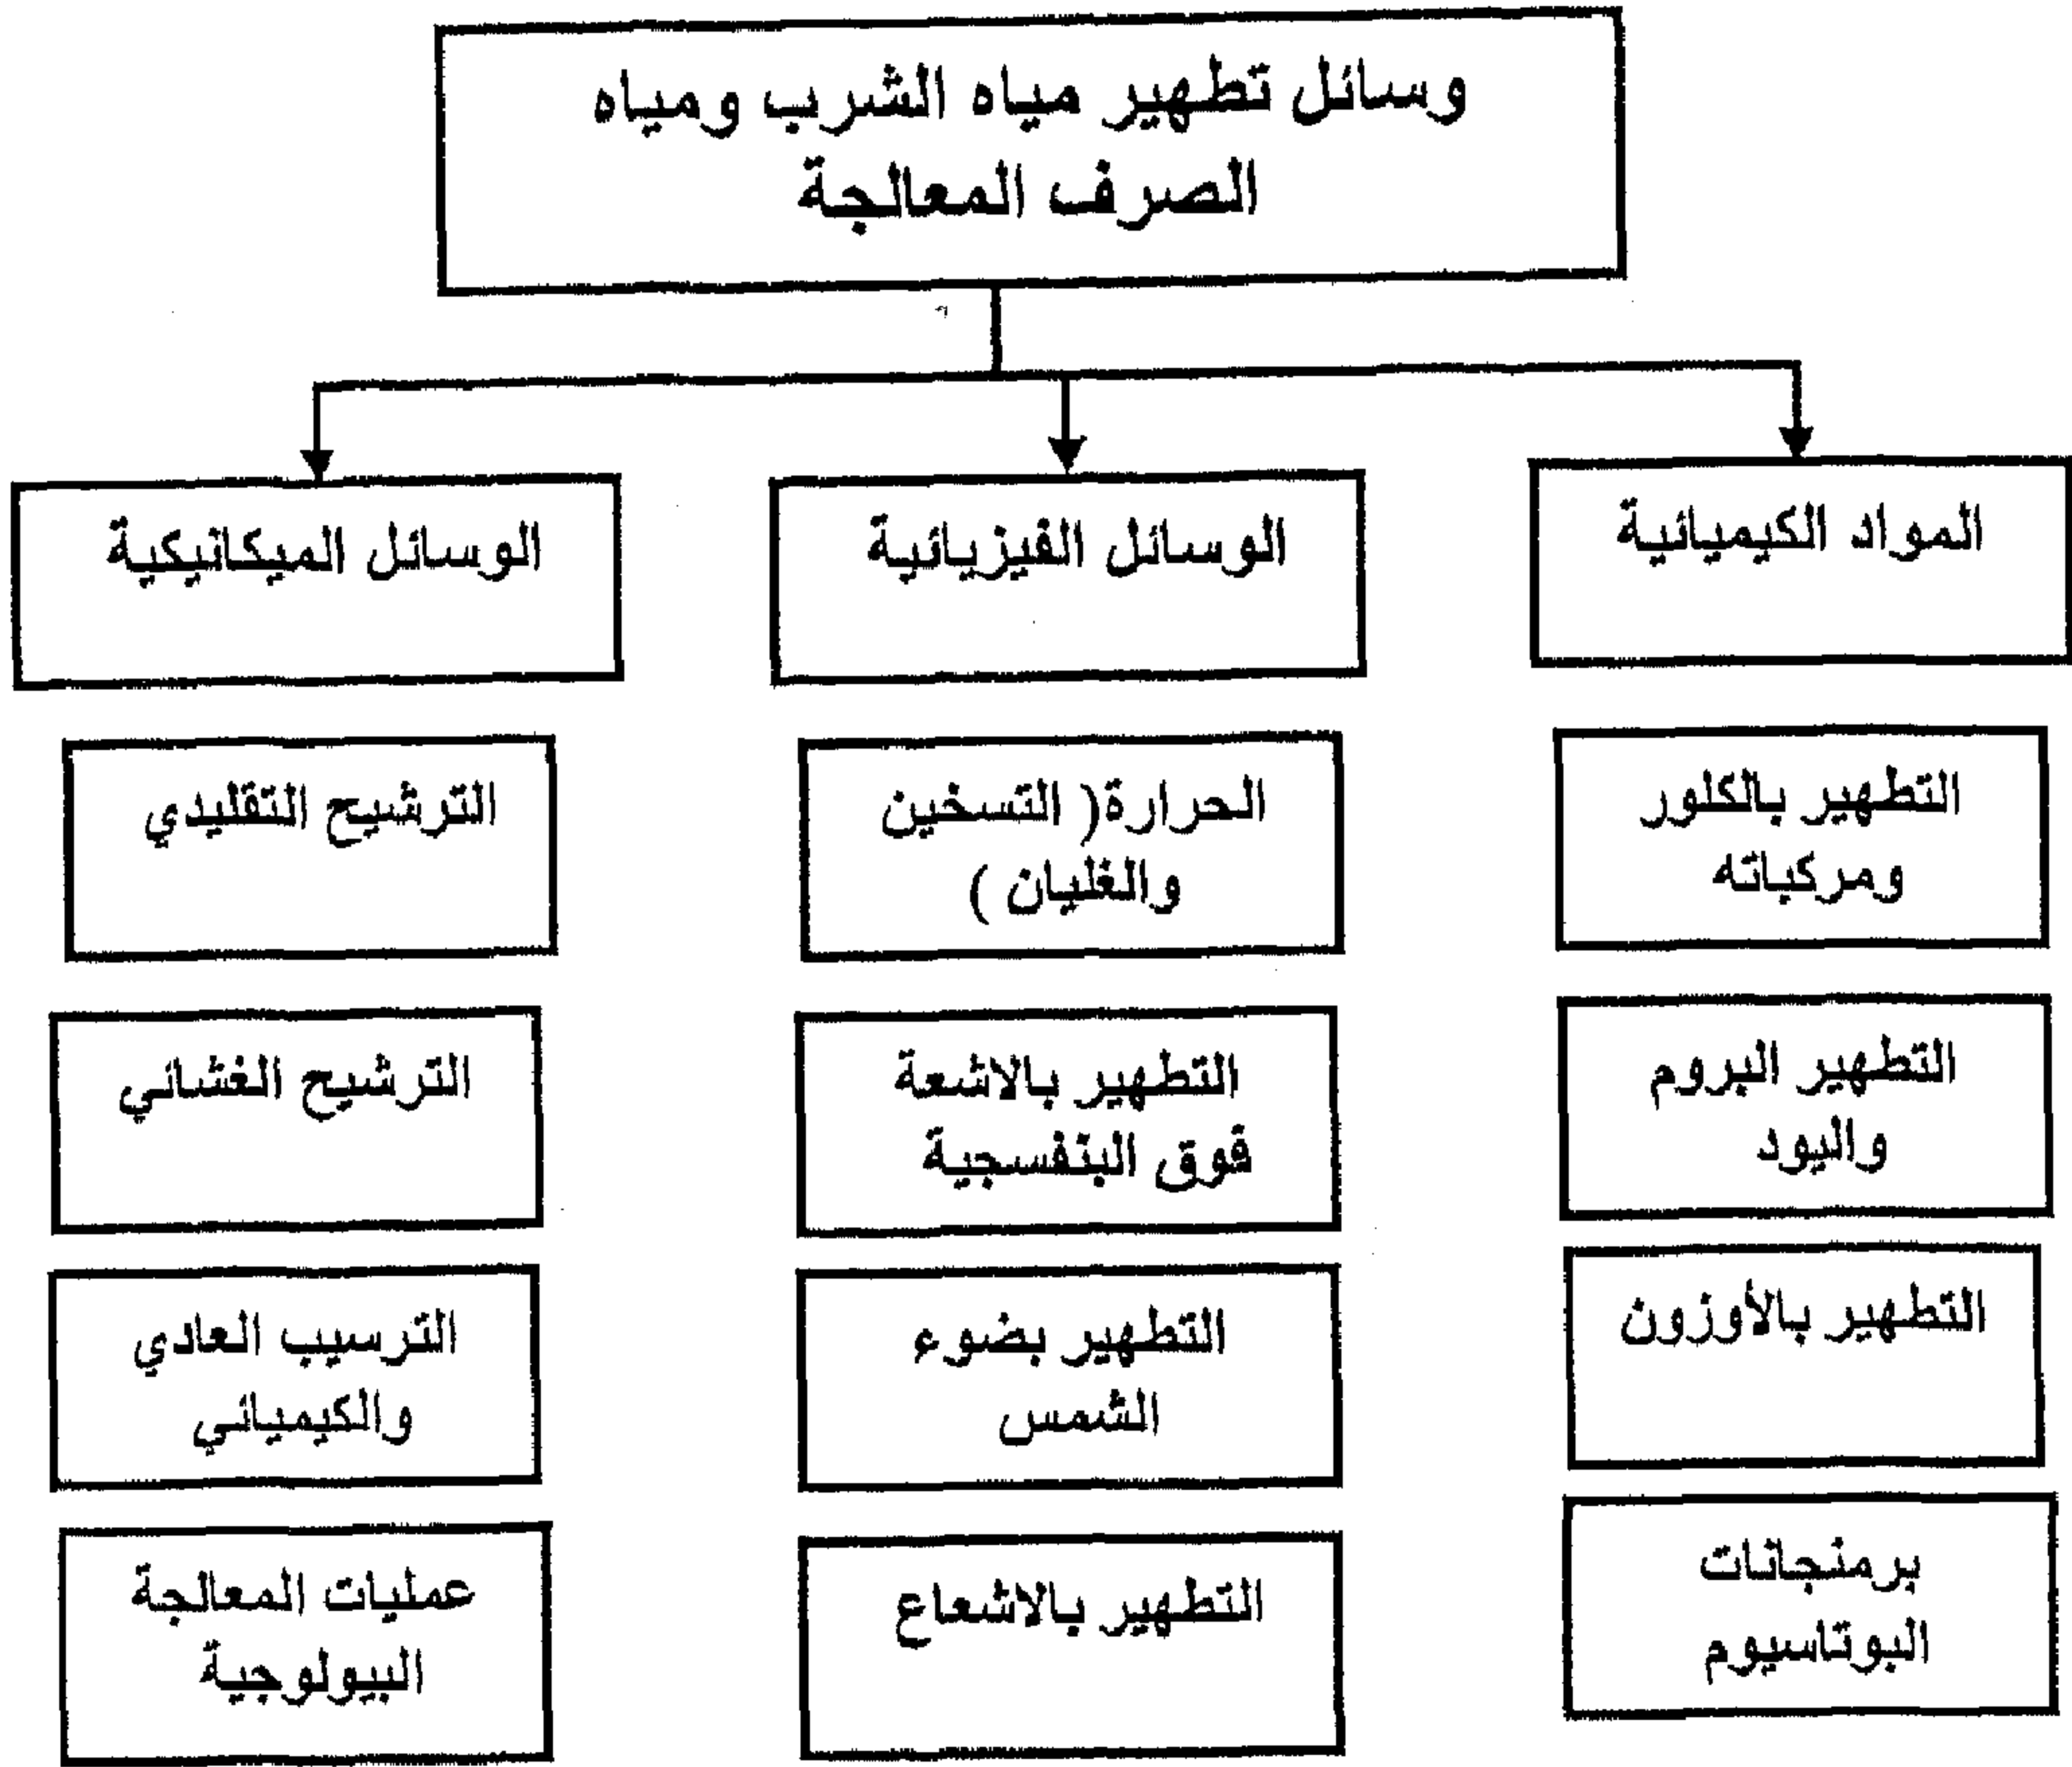 وسائل تطهير مياه الشرب ومياه
الصرف المعالجة
المواد الكيميائية
الوسائل الفيزيائية
الوسائل الميكانيكية
التطهير بالكلور
ومركباته
الحرارة( التسخين
والغليان )
الترشيح التقليدي
التطهير البروم
واليود
التطهير بالاشعة
فوق البنفسجية
الترشيح الغشائي
التطهير بالأوزون
التطهير بضوء
الشمس
الترسيب العادي
والكيميائي
برمنجانات
البوتاسيوم
التطهير بالاشعاع
عمليات المعالجة
البيولوجية